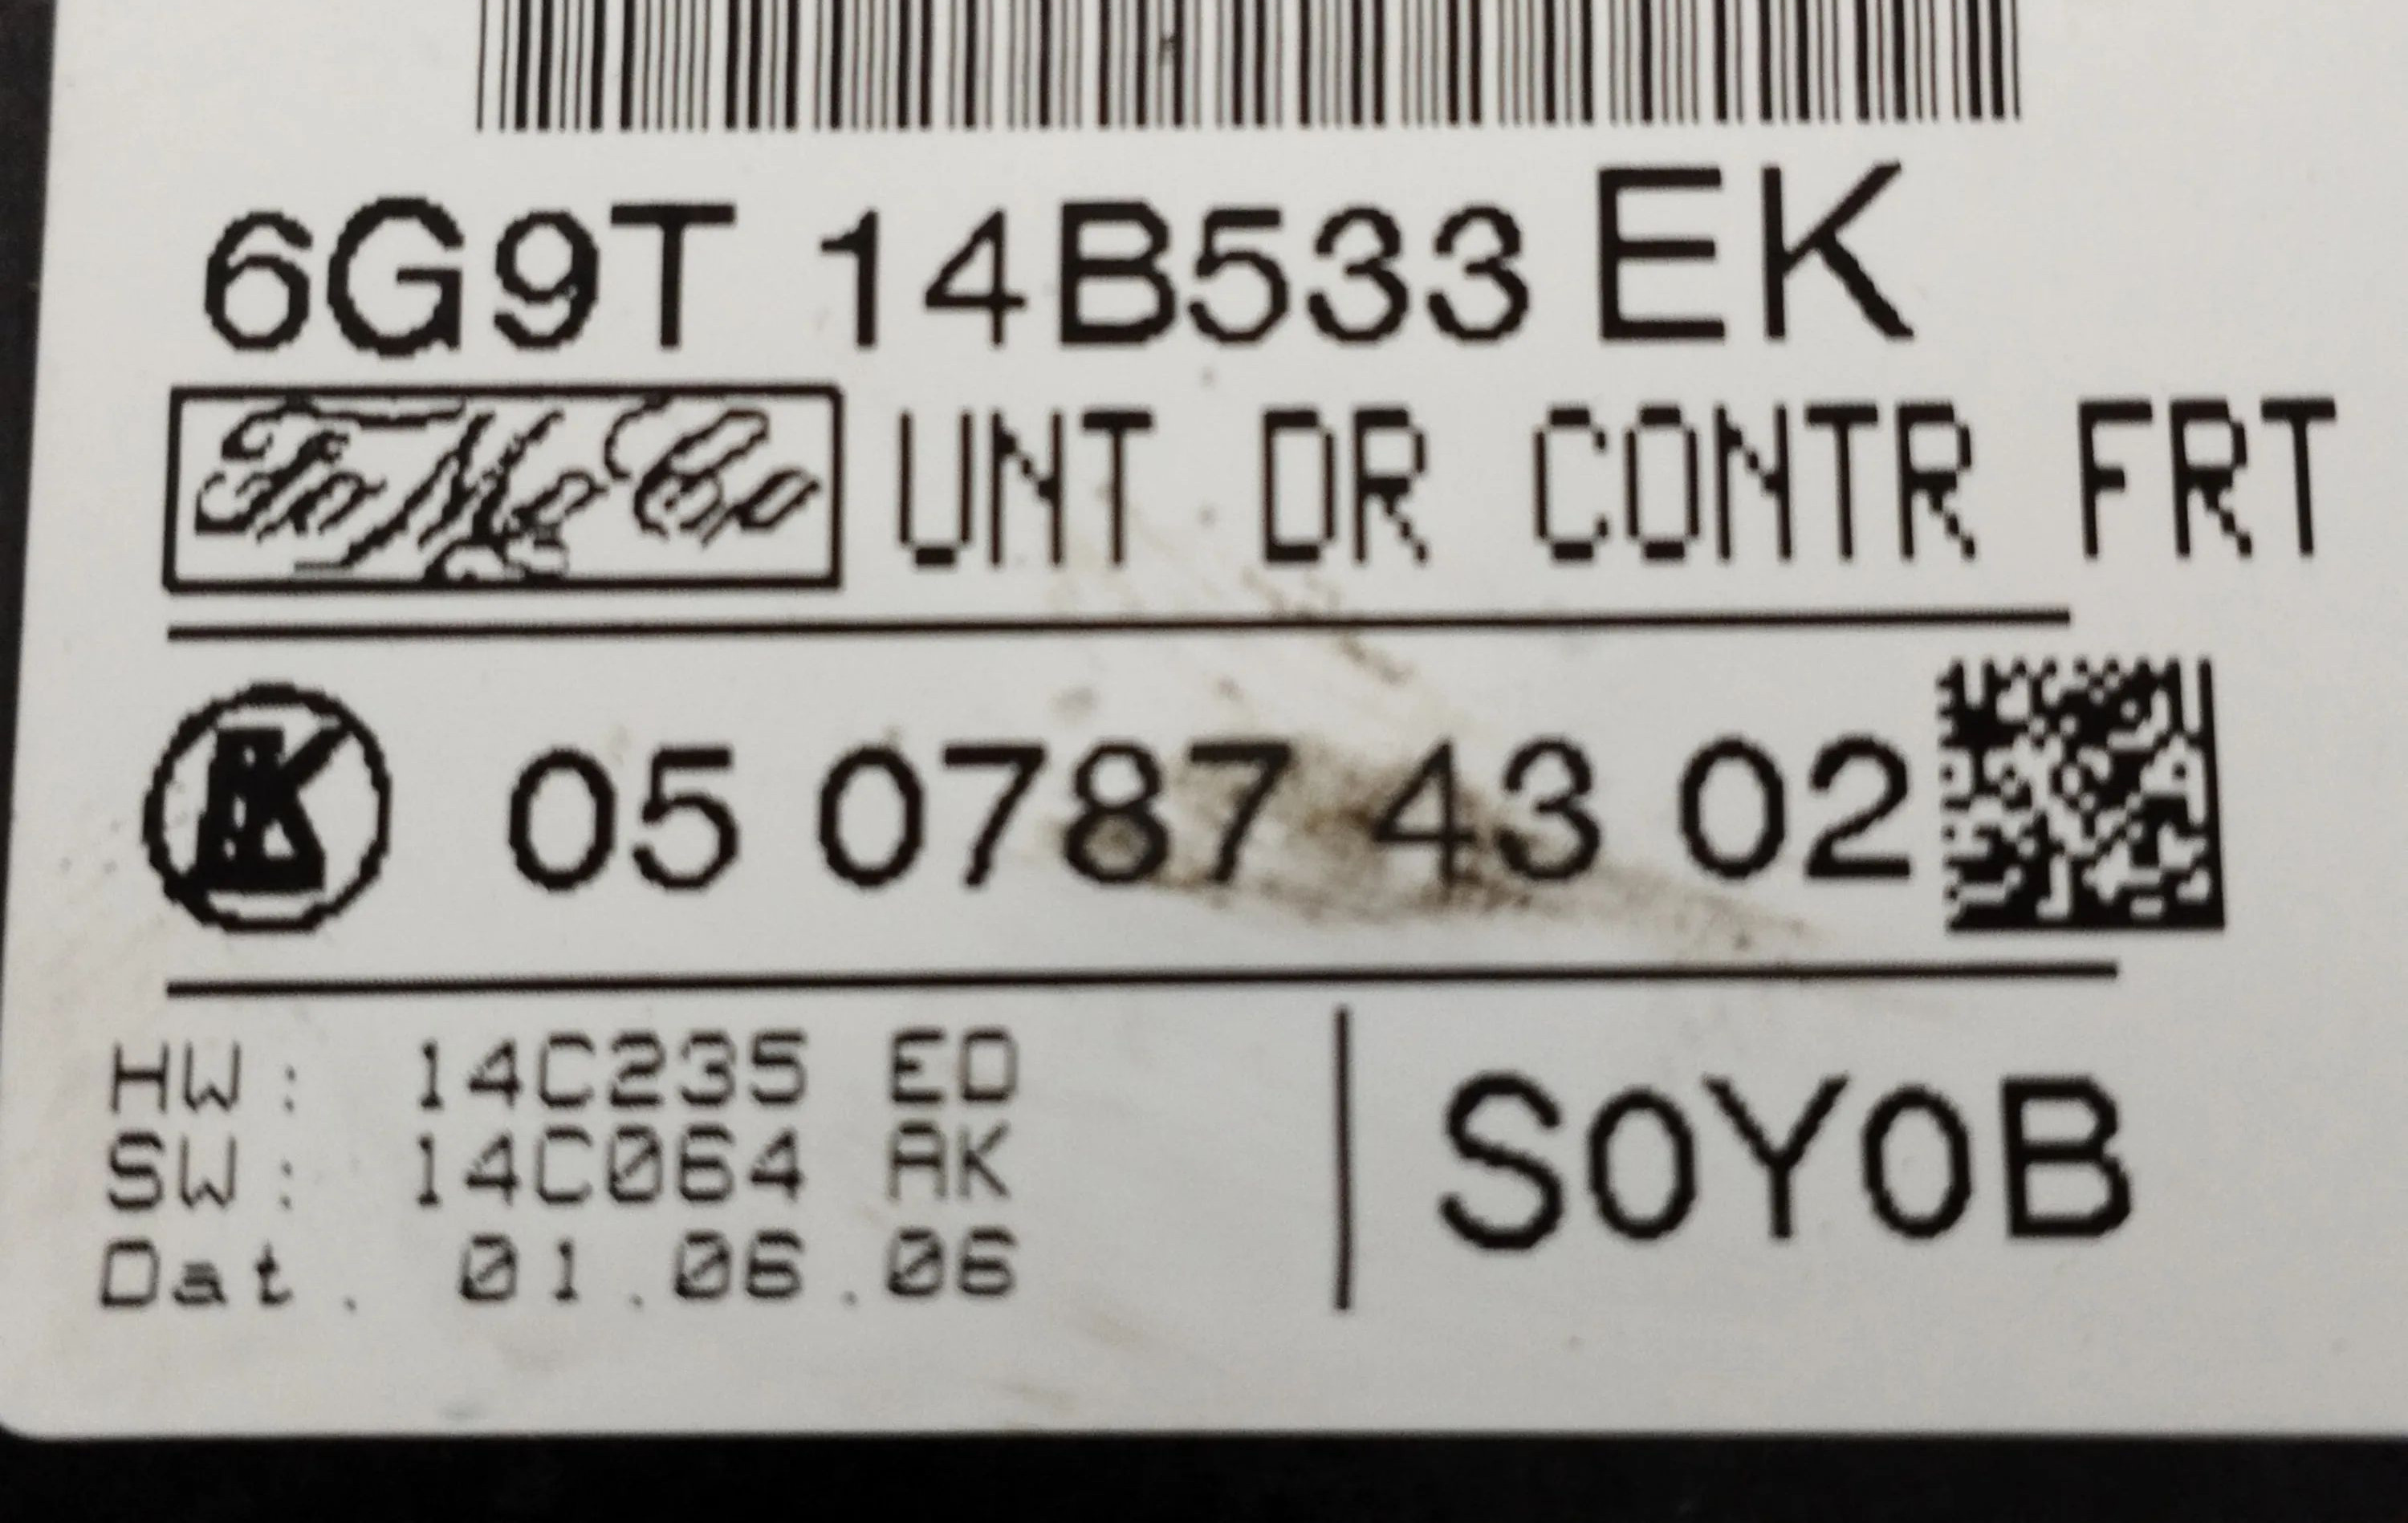 6G9T 14B533 EK
FoMoCo UNT DR CONTR FRT
05 0787 43 02
HW: 14C235 ED
SW: 14C064 AK
Dat. 01.06.06
S0Y0B